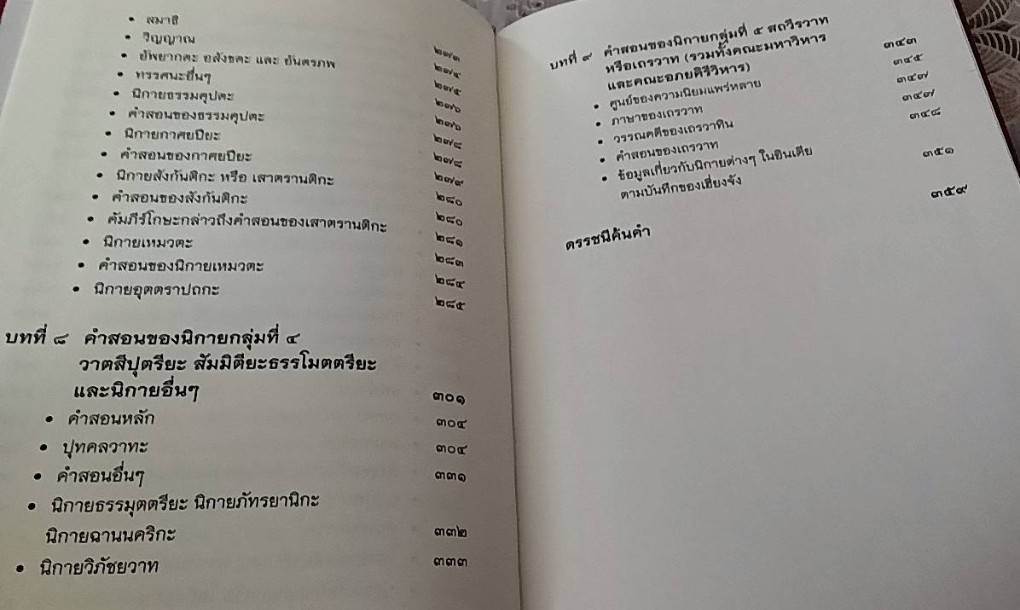 • สมาธิ ๒๗๓
• วิญญาณ ๒๗๔
• อัพยากตะ อสังขตะ และ อันตรภพ ๒๗๕
• ทรรศนะอื่นๆ ๒๗๖
• นิกายธรรมคุปตะ ๒๗๖
• คำสอนของธรรมคุปตะ ๒๗๘
• นิกายกาศยปียะ ๒๗๘
• คำสอนของกาศยปียะ ๒๗๙
• นิกายสังกันติกะ หรือ เสาตรานติกะ ๒๘๐
• คำสอนของสังกันติกะ ๒๘๐
• คัมภีร์โกษะกล่าวถึงคำสอนของเสาตรานติกะ ๒๘๑
• นิกายเหมวตะ ๒๘๓
• คำสอนของนิกายเหมวตะ ๒๘๔
• นิกายอุตตราปถกะ ๒๘๕
บทที่ ๘ คำสอนของนิกายกลุ่มที่ ๔
วาตสีปุตรียะ สัมมิตียะธรรโมตตรียะ
และนิกายอื่นๆ ๓๐๑
• คำสอนหลัก ๓๐๔
• ปุทคลวาทะ ๓๐๔
• คำสอนอื่นๆ ๓๓๑
• นิกายธรรมุตตรียะ นิกายภัทรยานิกะ
นิกายฉานนคริกะ ๓๓๒
• นิกายวิภัชยวาท ๓๓๓
บทที่ ๙ คำสอนของนิกายกลุ่มที่ ๕ สถวีรวาท
หรือเถรวาท (รวมทั้งคณะมหาวิหาร
และคณะอภยคีรีวิหาร) ๓๔๓
• ศูนย์ของความนิยมแพร่หลาย ๓๔๕
• ภาษาของเถรวาท ๓๔๗
• วรรณคดีของเถรวาทิน ๓๔๗
• คำสอนของเถรวาท ๓๔๘
• ข้อมูลเกี่ยวกับนิกายต่างๆ ในอินเดีย
ตามบันทึกของเฮี่ยงจัง ๓๕๑
ดรรชนีค้นคำ ๓๕๙